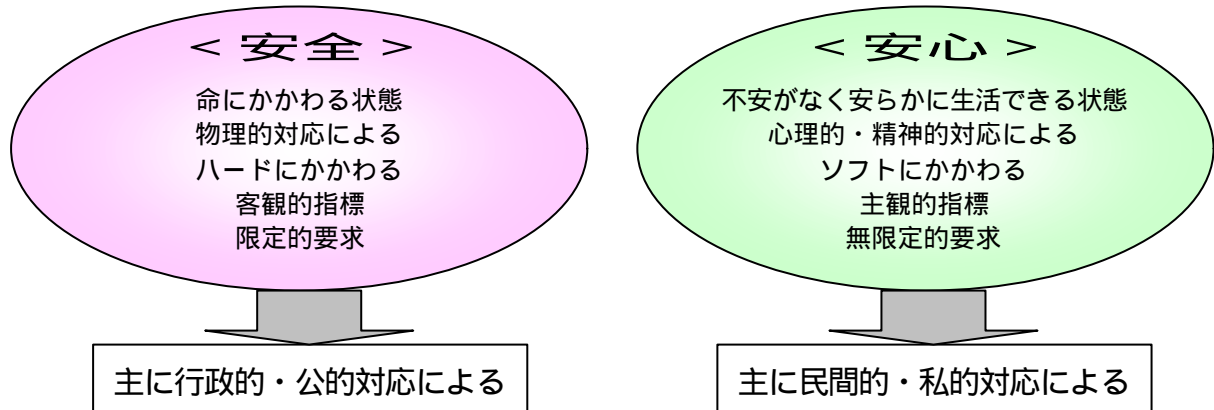 ＜安全＞
命にかかわる状態
物理的対応による
ハードにかかわる
客観的指標
限定的要求
主に行政的・公的対応による
＜安心＞
不安がなく安らかに生活できる状態
心理的・精神的対応による
ソフトにかかわる
主観的指標
無限定的要求
主に民間的・私的対応による